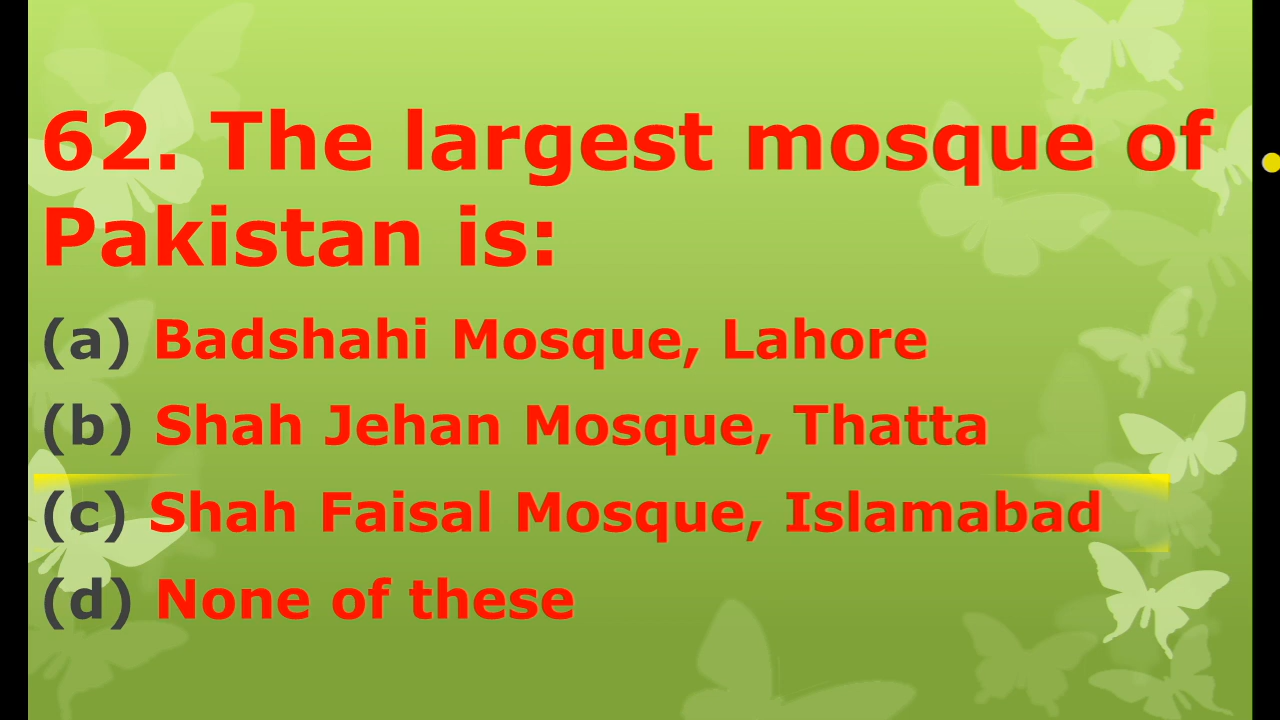 62. The largest mosque of
Pakistan is:
(a) Badshahi Mosque, Lahore
(b) Shah Jehan Mosque, Thatta
(c) Shah Faisal Mosque, Islamabad
(d) None of these